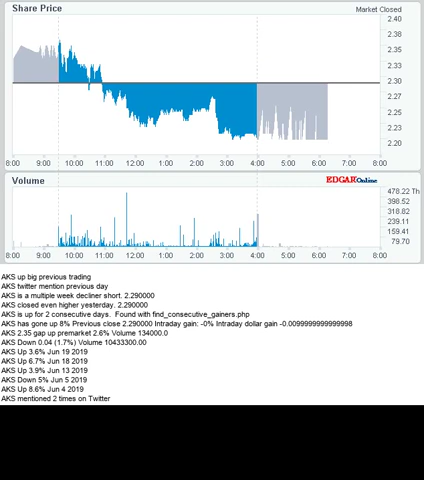 Share Price
Market Closed
2.40
2.38
2.35
2.33
2.30
2.28
2.25
2.23
2.20
8:00 9:00 10:00 11:00 12:00 1:00 2:00 3:00 4:00 5:00 6:00 7:00 8:00
Volume
EDGAR Online
478.22 Th
398.52
318.82
239.11
159.41
79.70
8:00 9:00 10:00 11:00 12:00 1:00 2:00 3:00 4:00 5:00 6:00 7:00 8:00
AKS up big previous trading
AKS twitter mention previous day
AKS is a multiple week decliner short. 2.290000
AKS closed even higher yesterday. 2.290000
AKS is up for 2 consecutive days. Found with find_consecutive_gainers.php
AKS has gone up 8% Previous close 2.290000 Intraday gain: -0% Intraday dollar gain -0.0099999999999998
AKS 2.35 gap up premarket 2.6% Volume 134000.0
AKS Down 0.04 (1.7%) Volume 10433300.00
AKS Up 3.6% Jun 19 2019
AKS Up 6.7% Jun 18 2019
AKS Up 3.9% Jun 13 2019
AKS Down 5% Jun 5 2019
AKS Up 8.6% Jun 4 2019
AKS mentioned 2 times on Twitter